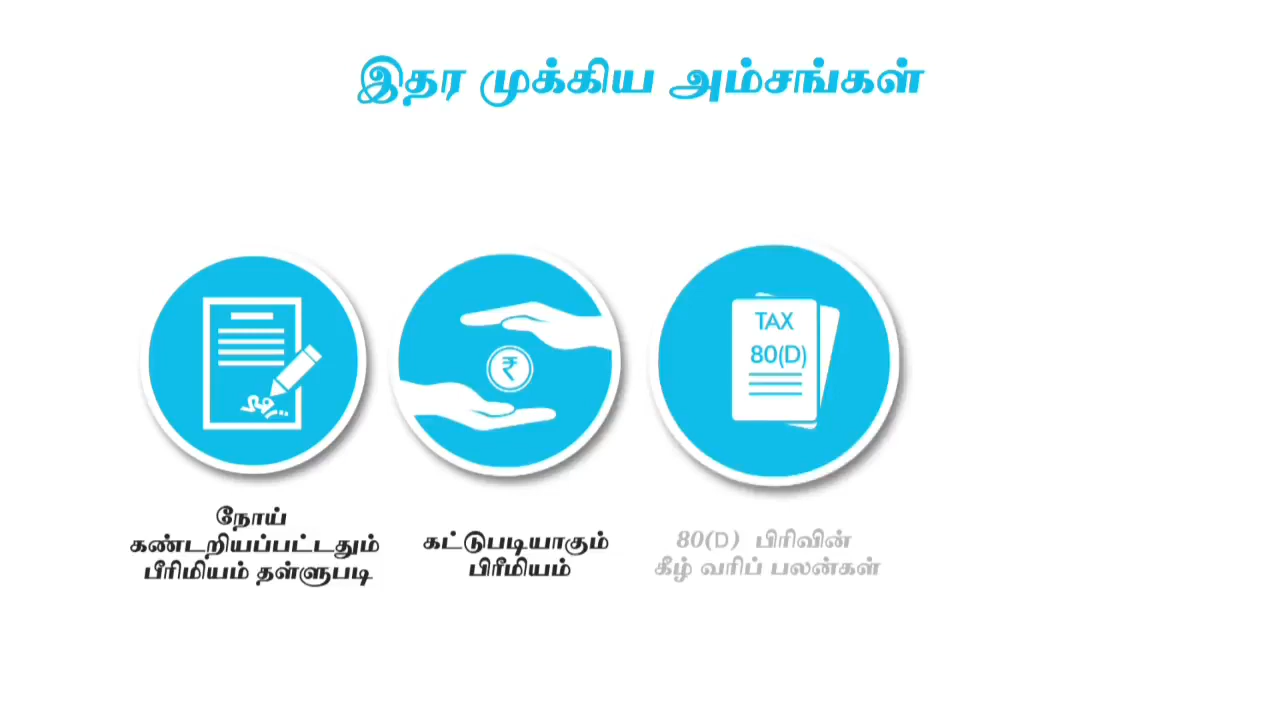 இதர முக்கிய அம்சங்கள்
TAX
80(D)
₹
நோய்
கண்டறியப்பட்டதும்
பீரிமியம் தள்ளுபடி
கட்டுபடியாகும்
பிரீமியம்
80(D) பிரிவின்
கீழ் வரிப் பலன்கள்